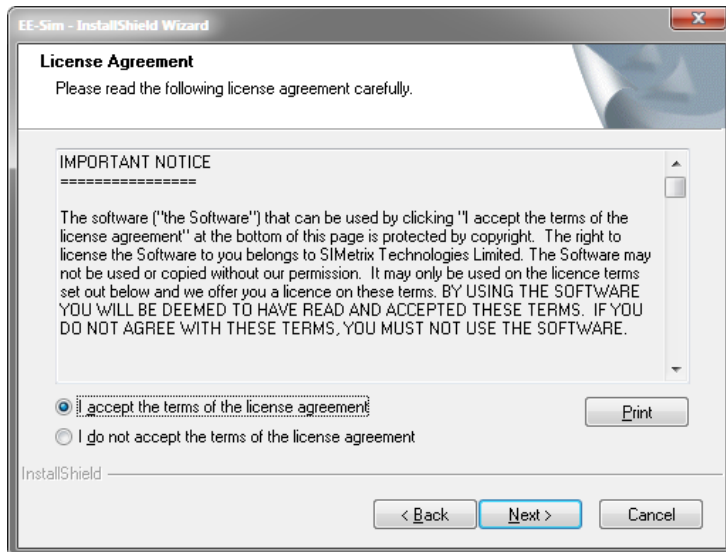 EE-Sim - InstallShield Wizard
License Agreement
Please read the following license agreement carefully.
IMPORTANT NOTICE
================
The software ("the Software") that can be used by clicking "I accept the terms of the
license agreement" at the bottom of this page is protected by copyright.  The right to
license the Software to you belongs to SIMetrix Technologies Limited. The Software may
not be used or copied without our permission.  It may only be used on the licence terms
set out below and we offer you a licence on these terms. BY USING THE SOFTWARE
YOU WILL BE DEEMED TO HAVE READ AND ACCEPTED THESE TERMS.  IF YOU
DO NOT AGREE WITH THESE TERMS, YOU MUST NOT USE THE SOFTWARE.
I accept the terms of the license agreement
Print
I do not accept the terms of the license agreement
InstallShield
< Back
Next >
Cancel